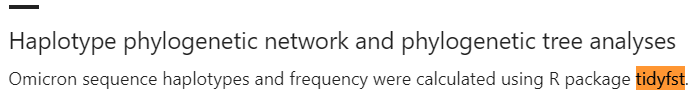 Haplotype phylogenetic network and phylogenetic tree analyses
Omicron sequence haplotypes and frequency were calculated using R package tidyfst.